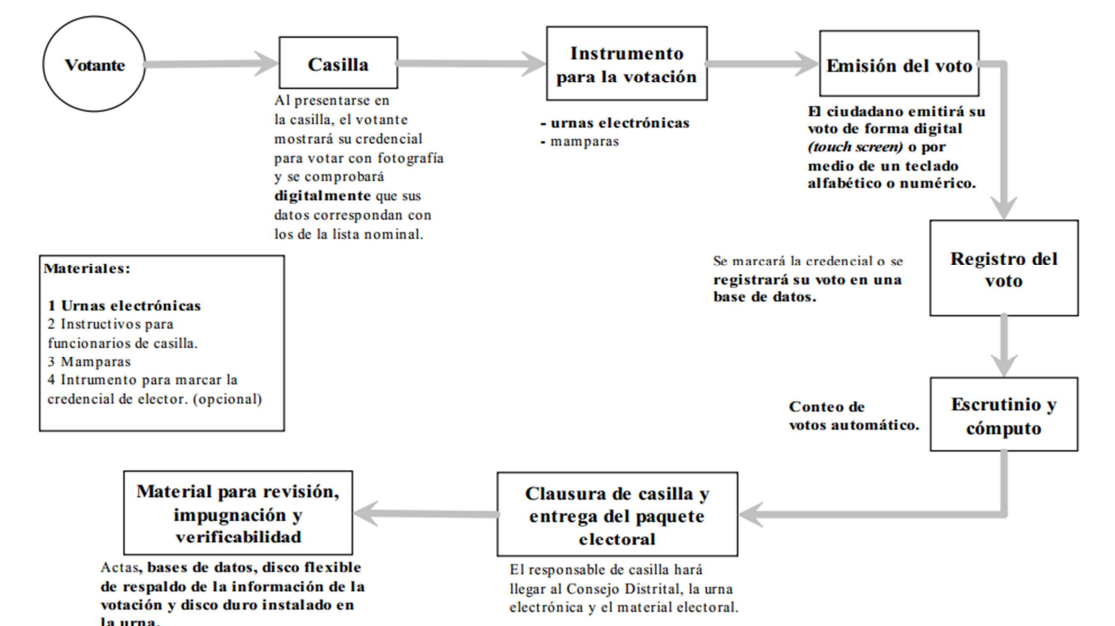 Votante
Casilla
Al presentarse en
la casilla, el votante
mostrará su credencial
para votar con fotografía
y se comprobará
digitalmente que sus
datos correspondan con
los de la lista nominal.
Instrumento
para la votación
- urnas electrónicas
- mamparas
Emisión del voto
El ciudadano emitirá su
voto de forma digital
(touch screen) o por
medio de un teclado
alfabético o numérico.
Registro del
voto
Se marcará la credencial o se
registrará su voto en una
base de datos.
Materiales:
1 Urnas electrónicas
2 Instructivos para
funcionarios de casilla.
3 Mamparas
4 Intrumento para marcar la
credencial de elector. (opcional)
Escrutinio y
cómputo
Conteo de
votos automático.
Clausura de casilla y
entrega del paquete
electoral
El responsable de casilla hará
llegar al Consejo Distrital, la urna
electrónica y el material electoral.
Material para revisión,
impugnación y
verificabilidad
Actas, bases de datos, disco flexible
de respaldo de la información de la
votación y disco duro instalado en
la urna.